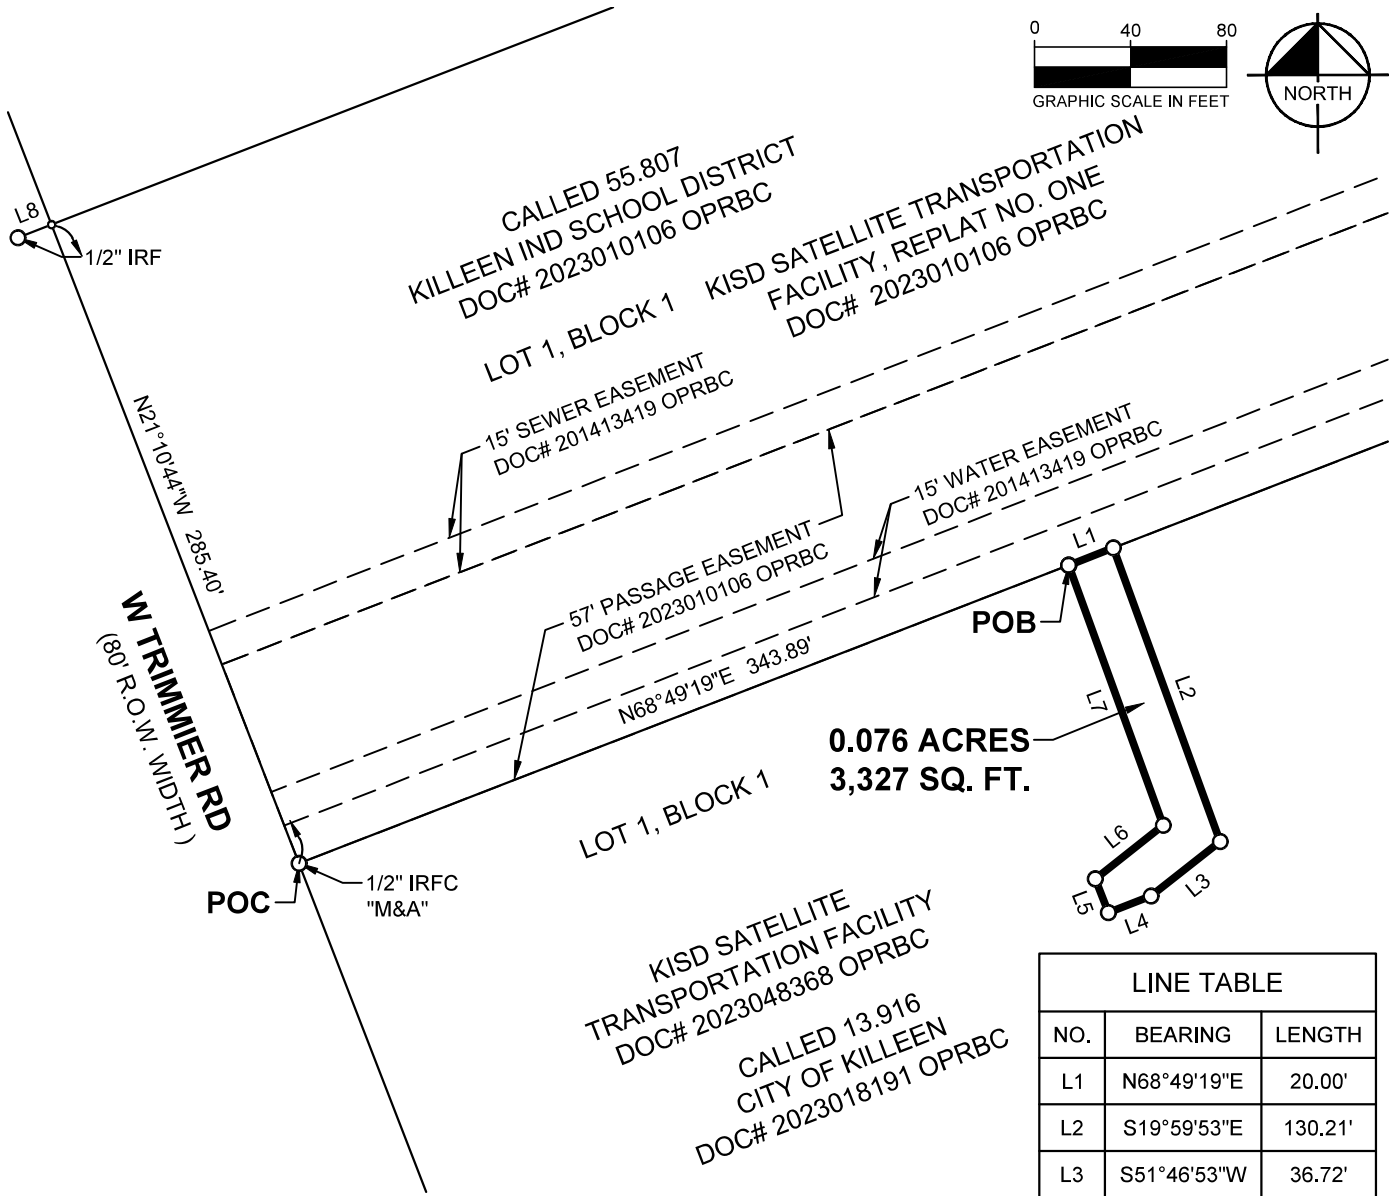 0 40 80
GRAPHIC SCALE IN FEET
NORTH
CALLED 55.807
KILLEEN IND SCHOOL DISTRICT
DOC# 2023010106 OPRBC
KISD SATELLITE TRANSPORTATION
FACILITY, REPLAT NO. ONE
DOC# 2023010106 OPRBC
LOT 1, BLOCK 1
L8
1/2" IRF
15' SEWER EASEMENT
DOC# 201413419 OPRBC
N21°10'44"W 285.40'
15' WATER EASEMENT
DOC# 201413419 OPRBC
57' PASSAGE EASEMENT
DOC# 2023010106 OPRBC
N68°49'19"E 343.89'
W TRIMMIER RD
(80' R.O.W. WIDTH )
L1
POB
L7
L2
0.076 ACRES
3,327 SQ. FT.
LOT 1, BLOCK 1
L6
L3
L5
L4
POC
1/2" IRFC
"M&A"
KISD SATELLITE
TRANSPORTATION FACILITY
DOC# 2023048368 OPRBC
CALLED 13.916
CITY OF KILLEEN
DOC# 2023018191 OPRBC
LINE TABLE
NO. BEARING LENGTH
L1 N68°49'19"E 20.00'
L2 S19°59'53"E 130.21'
L3 S51°46'53"W 36.72'